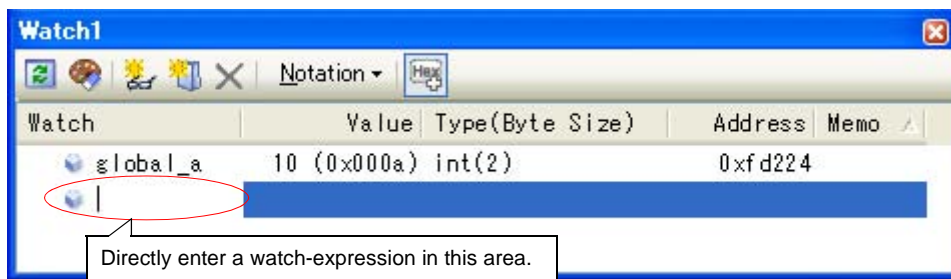 Watch1
Notation Hex
Watch Value Type(Byte Size) Address Memo
global_a 10 (0x000a) int(2) 0xfd224
Directly enter a watch-expression in this area.